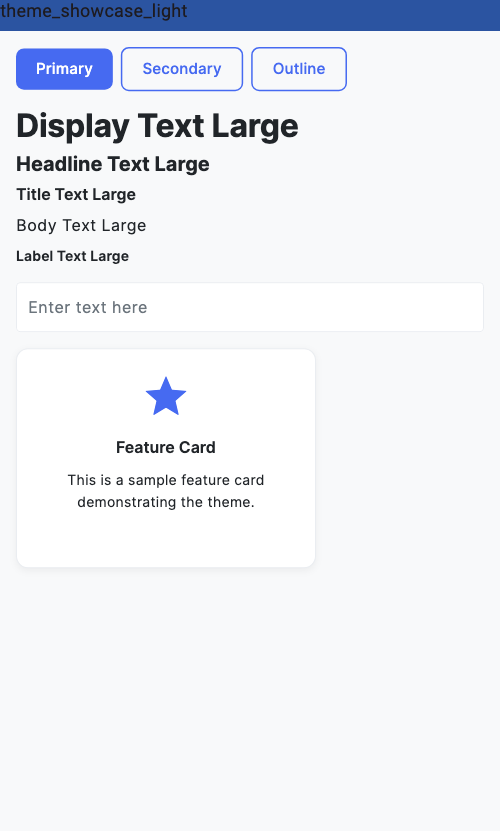 theme_showcase_light
Primary Secondary Outline
Display Text Large
Headline Text Large
Title Text Large
Body Text Large
Label Text Large
Enter text here
Feature Card
This is a sample feature card
demonstrating the theme.